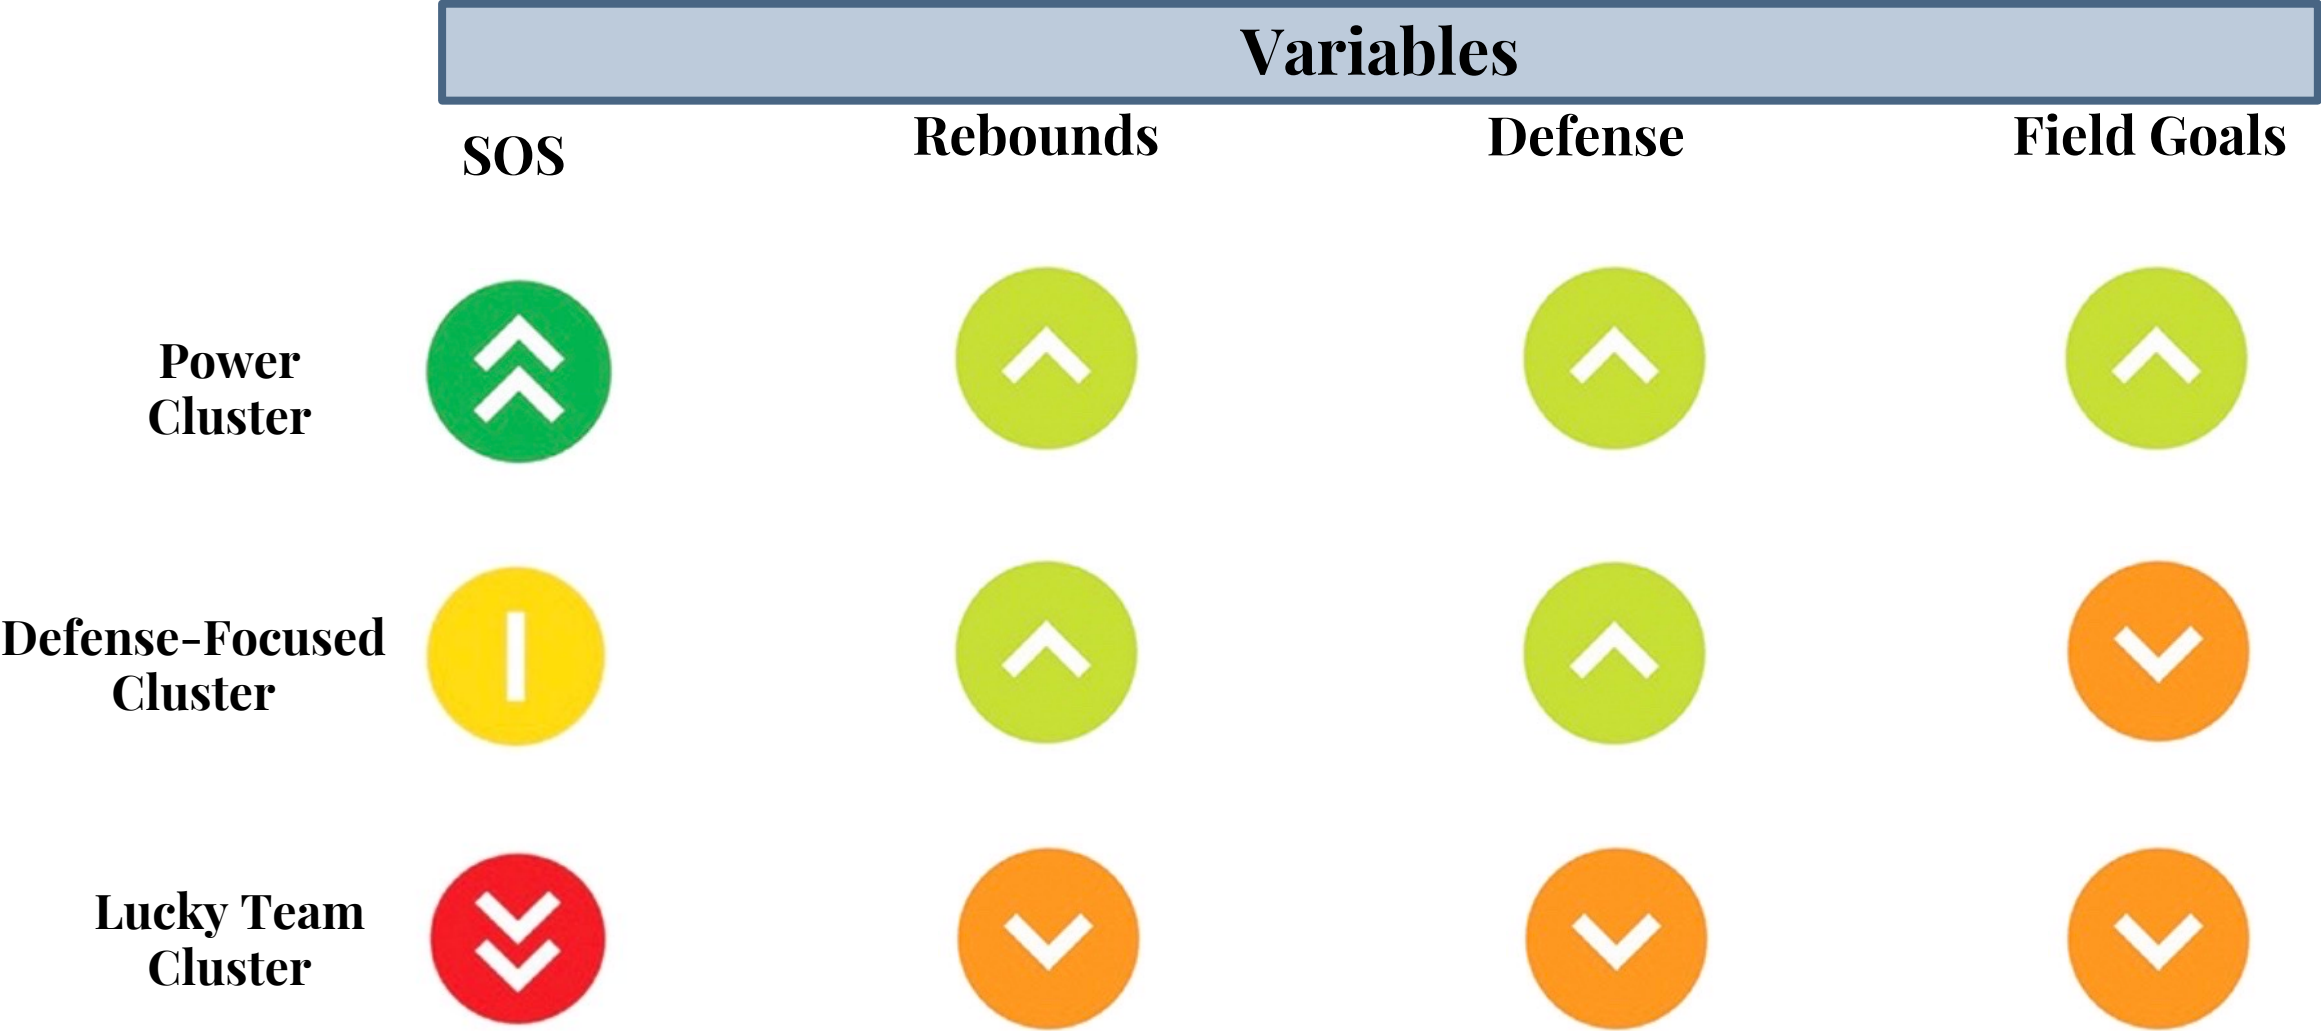 Variables
SOS
Rebounds
Defense
Field Goals
Power
Cluster
Defense-Focused
Cluster
Lucky Team
Cluster